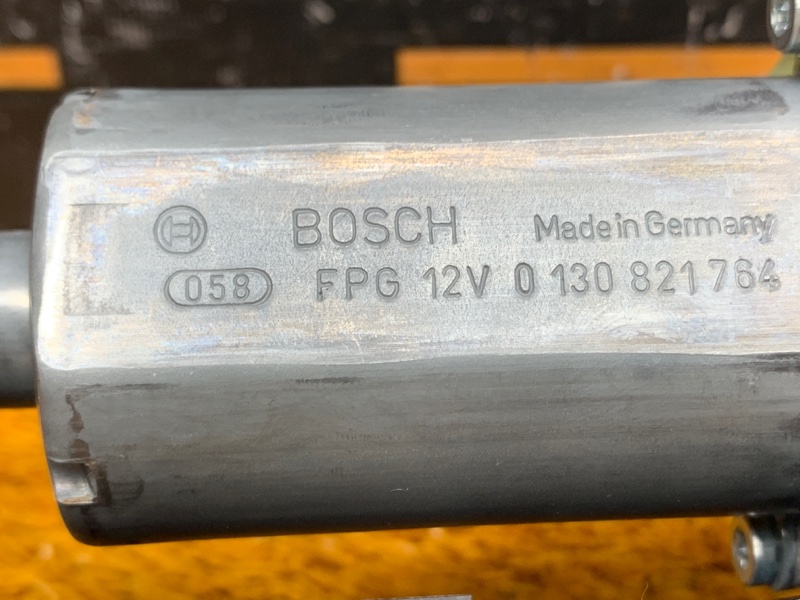 BOSCH Made in Germany
058 FPG 12V 0 130 821 764